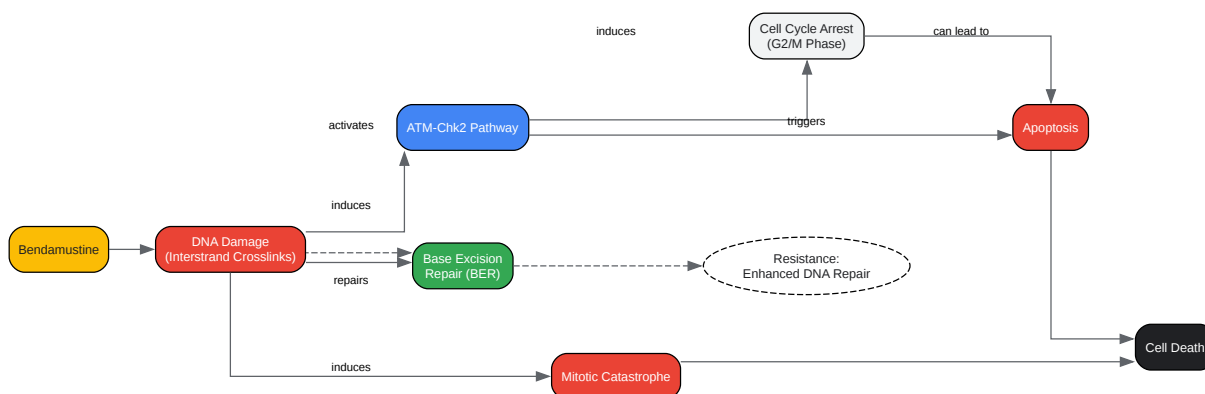 Cell Cycle Arrest
(G2/M Phase)
induces
can lead to
activates
ATM-Chk2 Pathway
triggers
Apoptosis
induces
Bendamustine
DNA Damage
(Interstrand Crosslinks)
Base Excision
Repair (BER)
Resistance:
Enhanced DNA Repair
repairs
Cell Death
induces
Mitotic Catastrophe